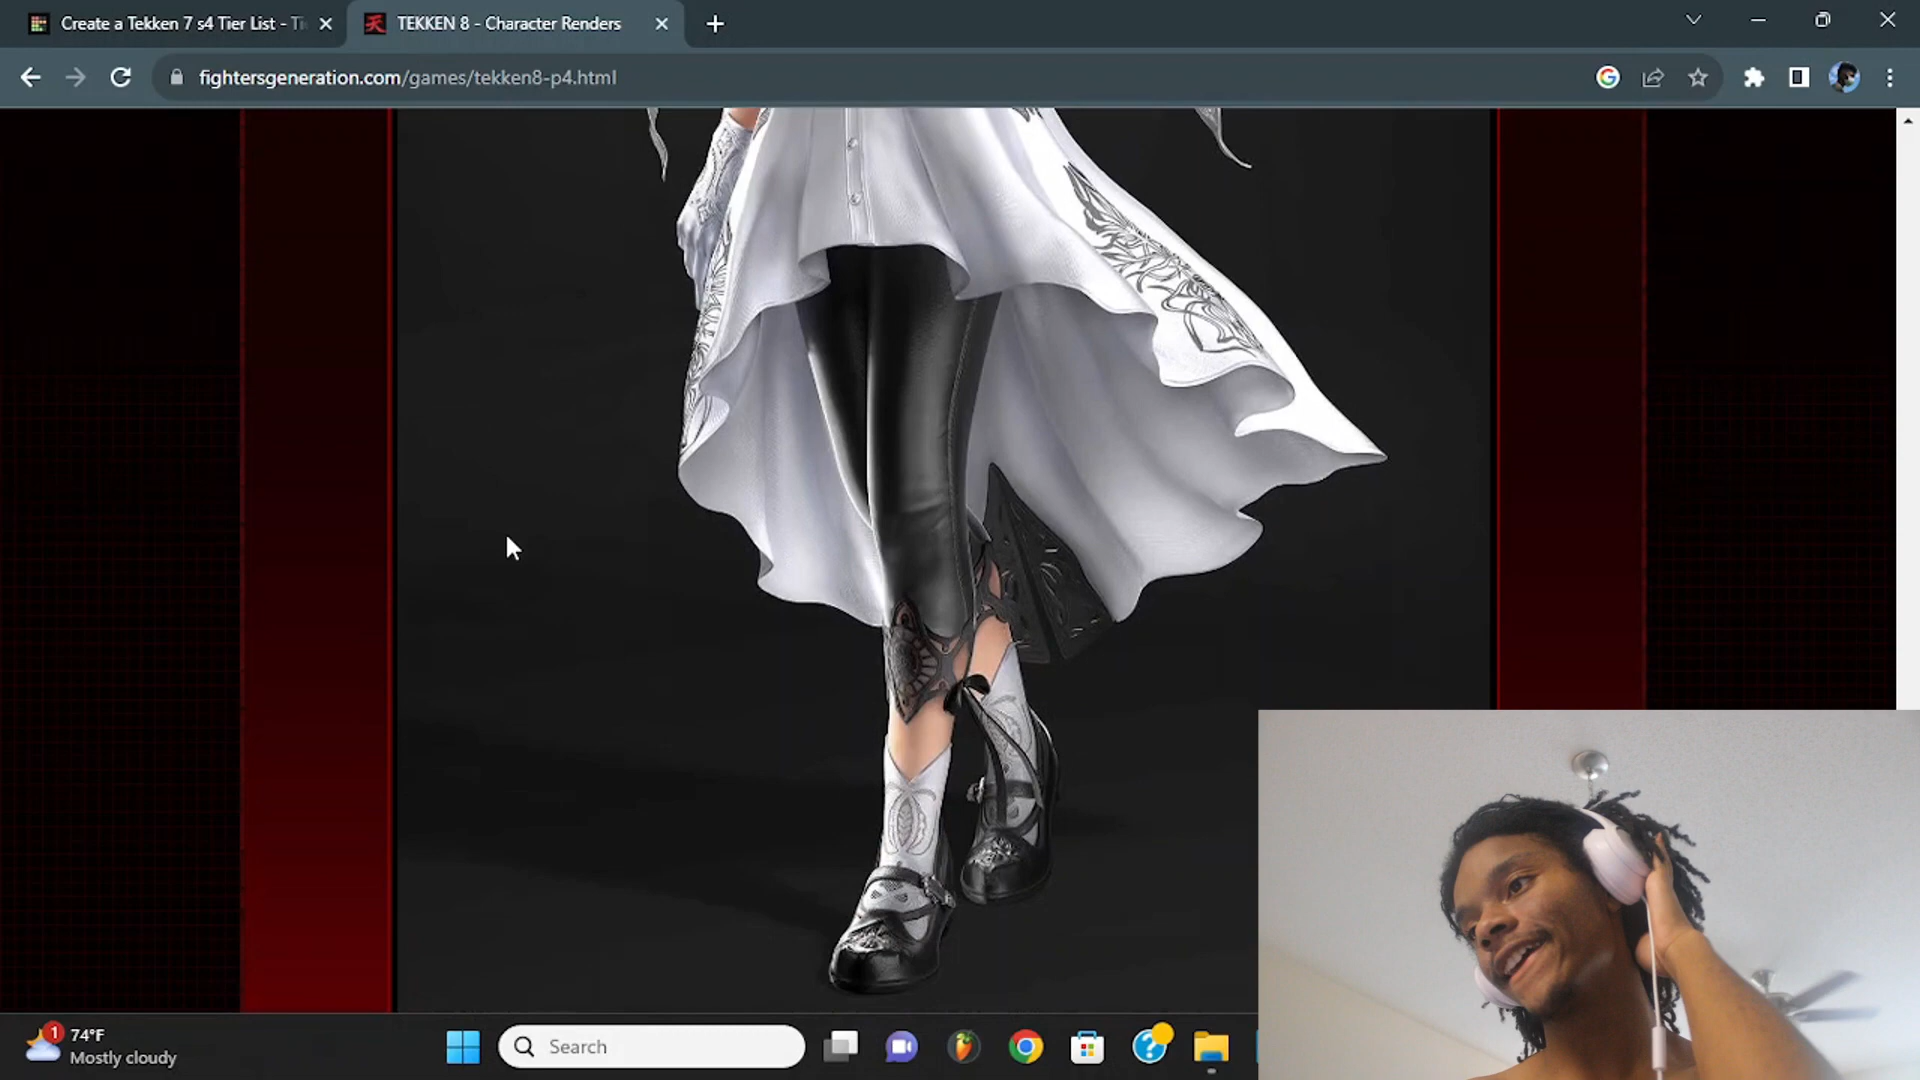 Create a Tekken 7 s4 Tier List - Ti
TEKKEN 8 - Character Renders
fightersgeneration.com/games/tekken8-p4.html
1
74°F
Mostly cloudy
Search